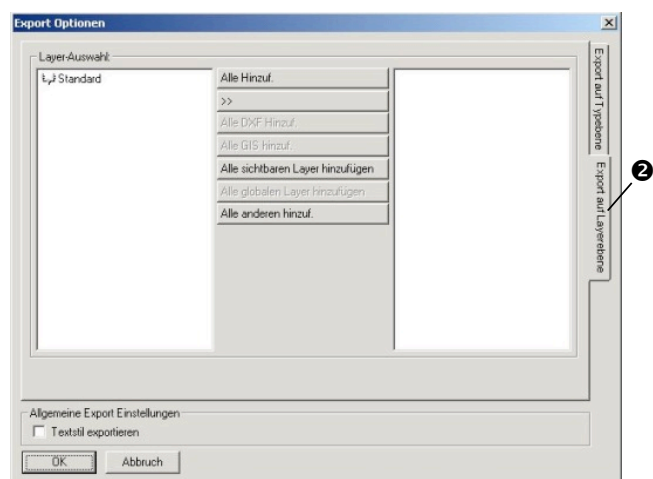 Export Optionen
Layer-Auswahl:
Standard
Alle Hinzuf.
>>
Alle DXF Hinzuf.
Alle GIS hinzuf.
Alle sichtbaren Layer hinzufügen
Alle globalen Layer hinzufügen
Alle anderen hinzuf.
Export auf Typebene
Export auf Layerebene
❷
Allgemeine Export Einstellungen
Textstil exportieren
OK
Abbruch